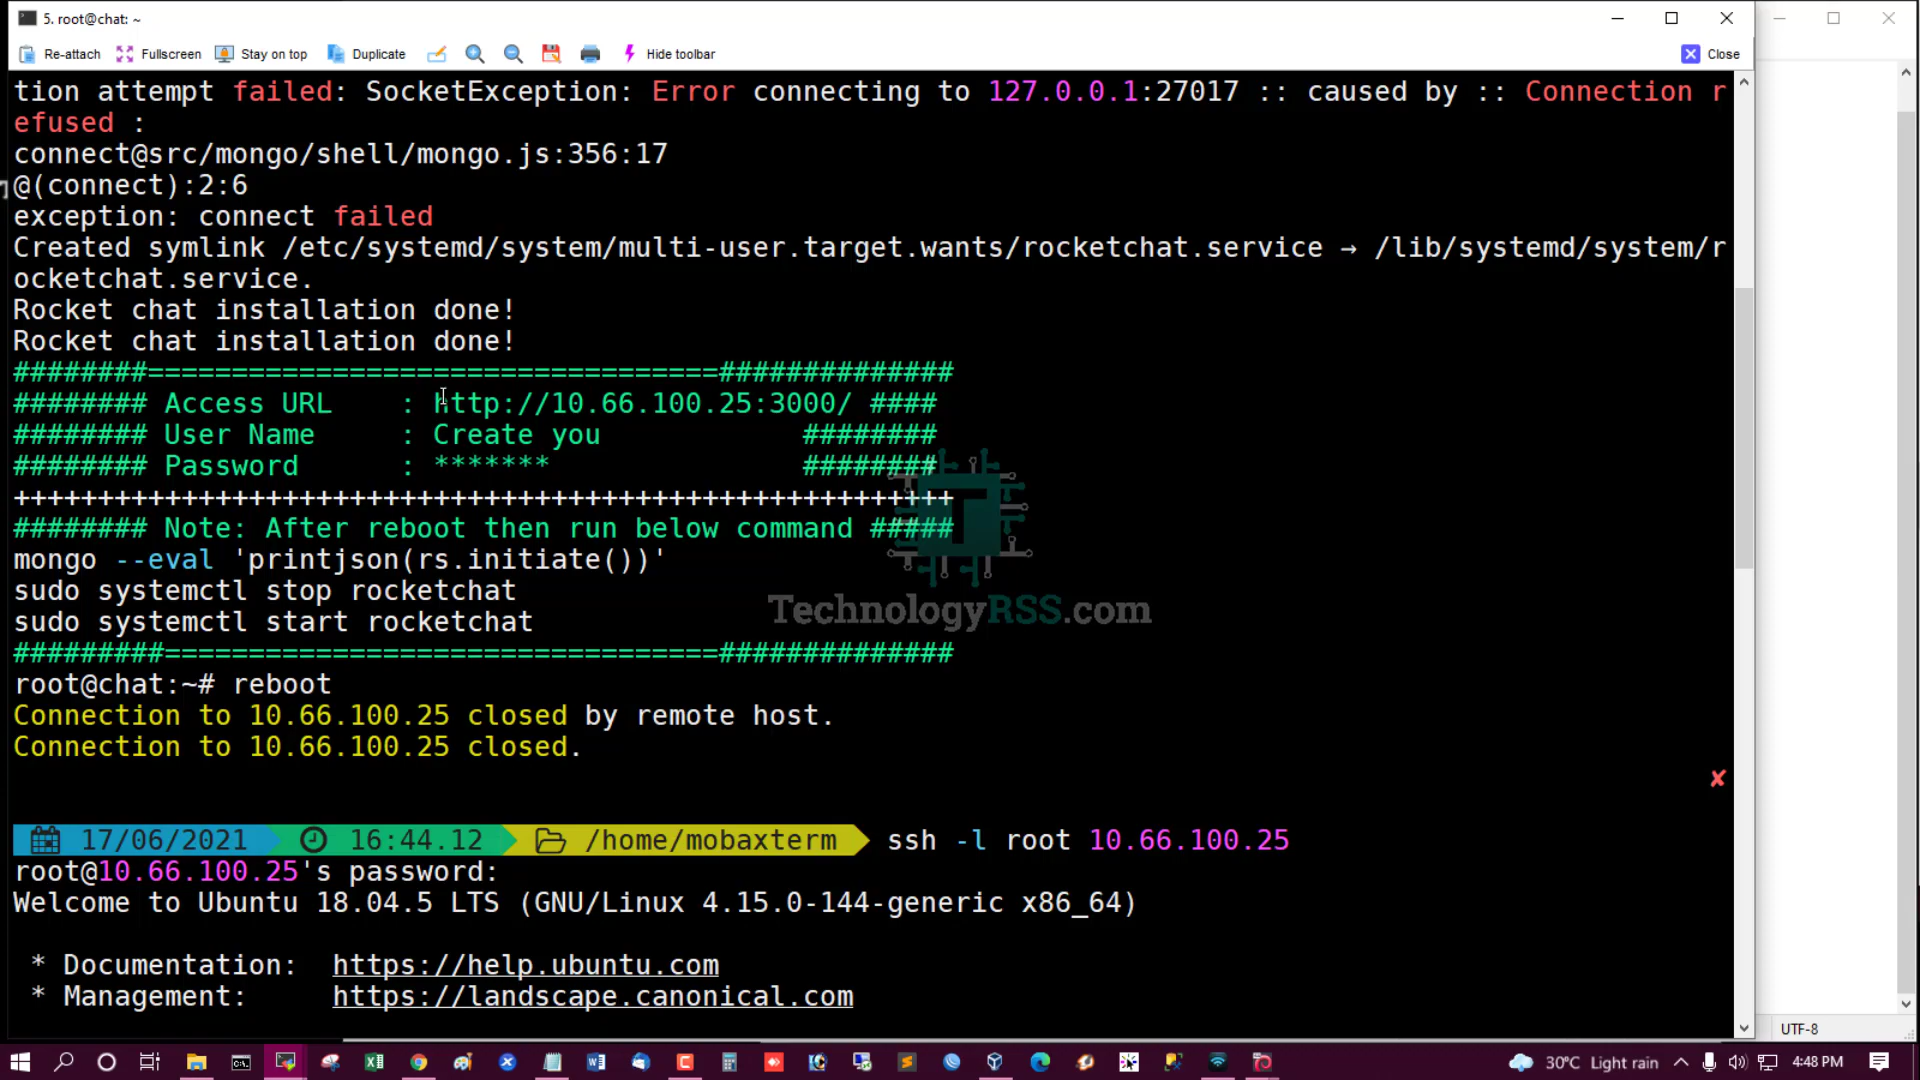 5. root@chat: ~
Re-attach Fullscreen Stay on top Duplicate Hide toolbar Close
tion attempt failed: SocketException: Error connecting to 127.0.0.1:27017 :: caused by :: Connection r
efused :
connect@src/mongo/shell/mongo.js:356:17
@(connect):2:6
exception: connect failed
Created symlink /etc/systemd/system/multi-user.target.wants/rocketchat.service → /lib/systemd/system/r
ocketchat.service.
Rocket chat installation done!
Rocket chat installation done!
########==================================##############
######## Access URL    : http://10.66.100.25:3000/ ####
######## User Name     : Create you            ########
######## Password      : *******               ########
++++++++++++++++++++++++++++++++++++++++++++++++++++++++
######## Note: After reboot then run below command #####
mongo --eval 'printjson(rs.initiate())'
sudo systemctl stop rocketchat
TechnologyRSS.com
sudo systemctl start rocketchat
#########=================================##############
root@chat:~# reboot
Connection to 10.66.100.25 closed by remote host.
Connection to 10.66.100.25 closed.
✘
17/06/2021 16:44.12 /home/mobaxterm ssh -l root 10.66.100.25
root@10.66.100.25's password:
Welcome to Ubuntu 18.04.5 LTS (GNU/Linux 4.15.0-144-generic x86_64)
* Documentation:  https://help.ubuntu.com
* Management:     https://landscape.canonical.com
UTF-8
30°C Light rain 4:48 PM